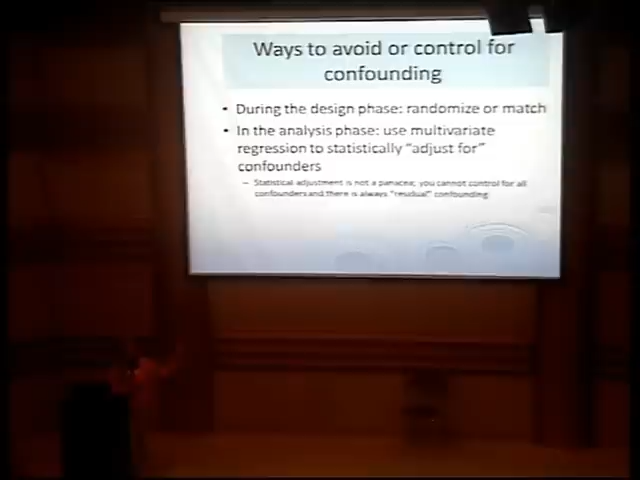 Ways to avoid or control for
confounding
• During the design phase: randomize or match
• In the analysis phase: use multivariate
regression to statistically "adjust for"
confounders
– Statistical adjustment is not a panacea; you cannot control for all
confounders and there is always "residual" confounding